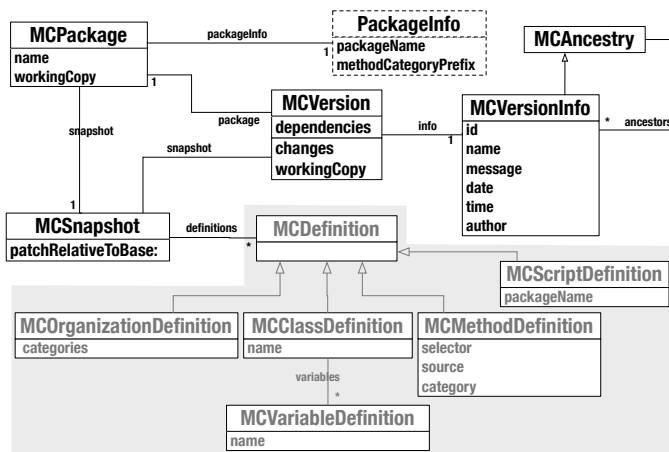 MCPackage
name
workingCopy
packageInfo
1
PackageInfo
packageName
methodCategoryPrefix
MCAncestry
1
package
MCVersion
dependencies
changes
workingCopy
info
1
MCVersionInfo
id
name
message
date
time
author
*
ancestors
snapshot
snapshot
1
MCSnapshot
patchRelativeToBase:
definitions
*
MCDefinition
MCScriptDefinition
packageName
MCOrganizationDefinition
categories
MCClassDefinition
name
MCMethodDefinition
selector
source
category
variables
*
MCVariableDefinition
name